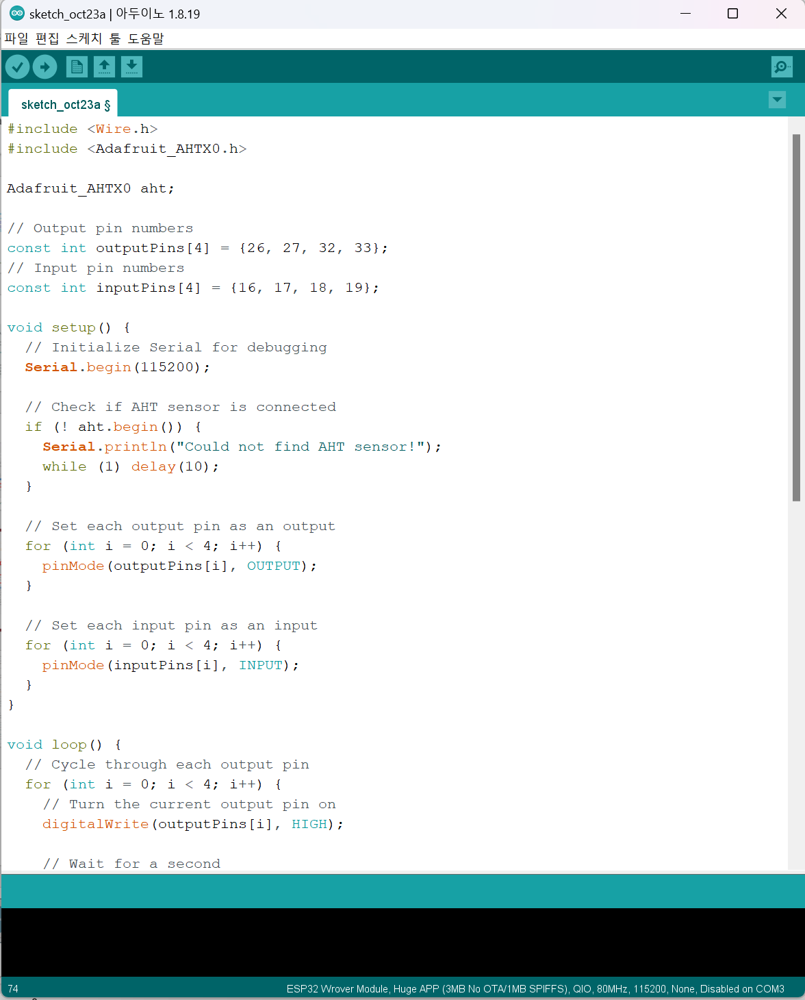 sketch_oct23a | 아두이노 1.8.19
파일 편집 스케치 툴 도움말
sketch_oct23a §
#include <Wire.h>
#include <Adafruit_AHTX0.h>
Adafruit_AHTX0 aht;
// Output pin numbers
const int outputPins[4] = {26, 27, 32, 33};
// Input pin numbers
const int inputPins[4] = {16, 17, 18, 19};
void setup() {
// Initialize Serial for debugging
Serial.begin(115200);
// Check if AHT sensor is connected
if (! aht.begin()) {
Serial.println("Could not find AHT sensor!");
while (1) delay(10);
}
// Set each output pin as an output
for (int i = 0; i < 4; i++) {
pinMode(outputPins[i], OUTPUT);
}
// Set each input pin as an input
for (int i = 0; i < 4; i++) {
pinMode(inputPins[i], INPUT);
}
}
void loop() {
// Cycle through each output pin
for (int i = 0; i < 4; i++) {
// Turn the current output pin on
digitalWrite(outputPins[i], HIGH);
// Wait for a second
74
ESP32 Wrover Module, Huge APP (3MB No OTA/1MB SPIFFS), QIO, 80MHz, 115200, None, Disabled on COM3